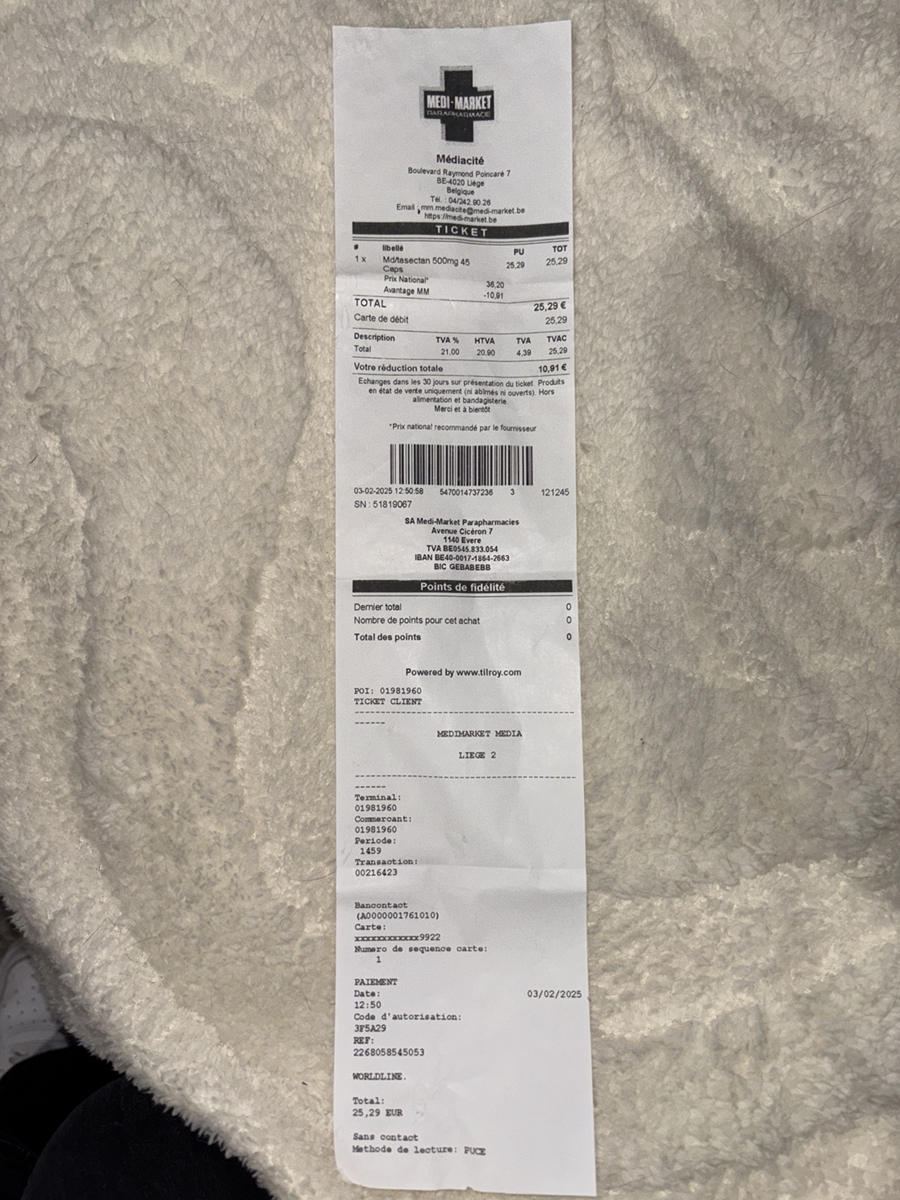 MEDI-MARKET
PARAPHARMACIE
Médiacité
Boulevard Raymond Poincaré 7
BE-4020 Liège
Belgique
Tél. : 04/242.90.26
Email : mm.mediacite@medi-market.be
https://medi-market.be
TICKET
# libellé PU TOT
1 x Md/tasectan 500mg 45 25,29 25,29
Caps
Prix National* 36,20
Avantage MM -10,91
TOTAL 25,29 €
Carte de débit 25,29
Description TVA % HTVA TVA TVAC
Total 21,00 20,90 4,39 25,29
Votre réduction totale 10,91 €
Echanges dans les 30 jours sur présentation du ticket. Produits
en état de vente uniquement (ni abîmés ni ouverts). Hors
alimentation et bandagisterie.
Merci et à bientôt
*Prix national recommandé par le fournisseur
03-02-2025 12:50:58 5470014737236 3 121245
SN : 51819067
SA Medi-Market Parapharmacies
Avenue Cicéron 7
1140 Evere
TVA BE0545.833.054
IBAN BE40-0017-1864-2663
BIC GEBABEBB
Points de fidélité
Dernier total 0
Nombre de points pour cet achat 0
Total des points 0
Powered by www.tilroy.com
POI: 01981960
TICKET CLIENT
------------------------------------------
------
MEDIMARKET MEDIA
LIEGE 2
------------------------------------------
------
Terminal:
01981960
Commercant:
01981960
Periode:
1459
Transaction:
00216423
Bancontact
(A0000001761010)
Carte:
xxxxxxxxxxxxx9922
Numero de sequence carte:
1
PAIEMENT
Date: 03/02/2025
12:50
Code d'autorisation:
3F5A29
REF:
2268058545053
WORLDLINE.
Total:
25,29 EUR
Sans contact
Methode de lecture: PUCE